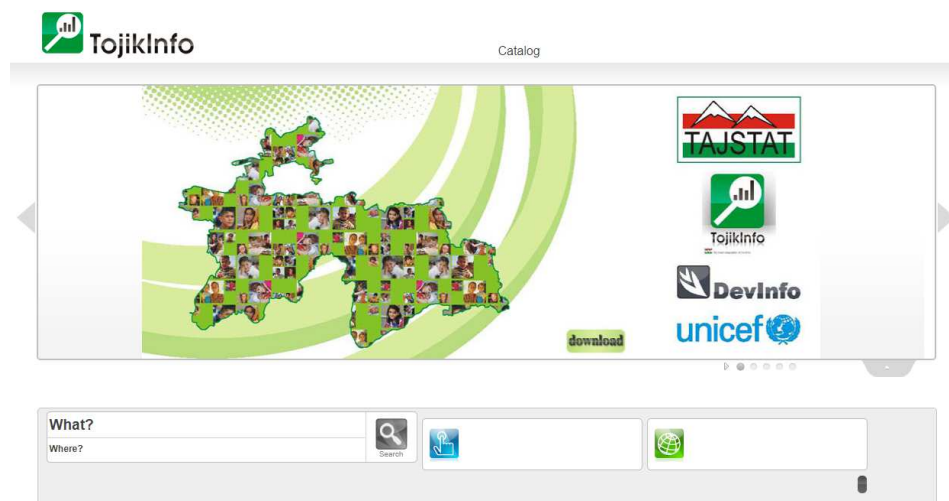 TojikInfo
Catalog
TAJSTAT
TojikInfo
DevInfo
unicef
download
What?
Where?
Search